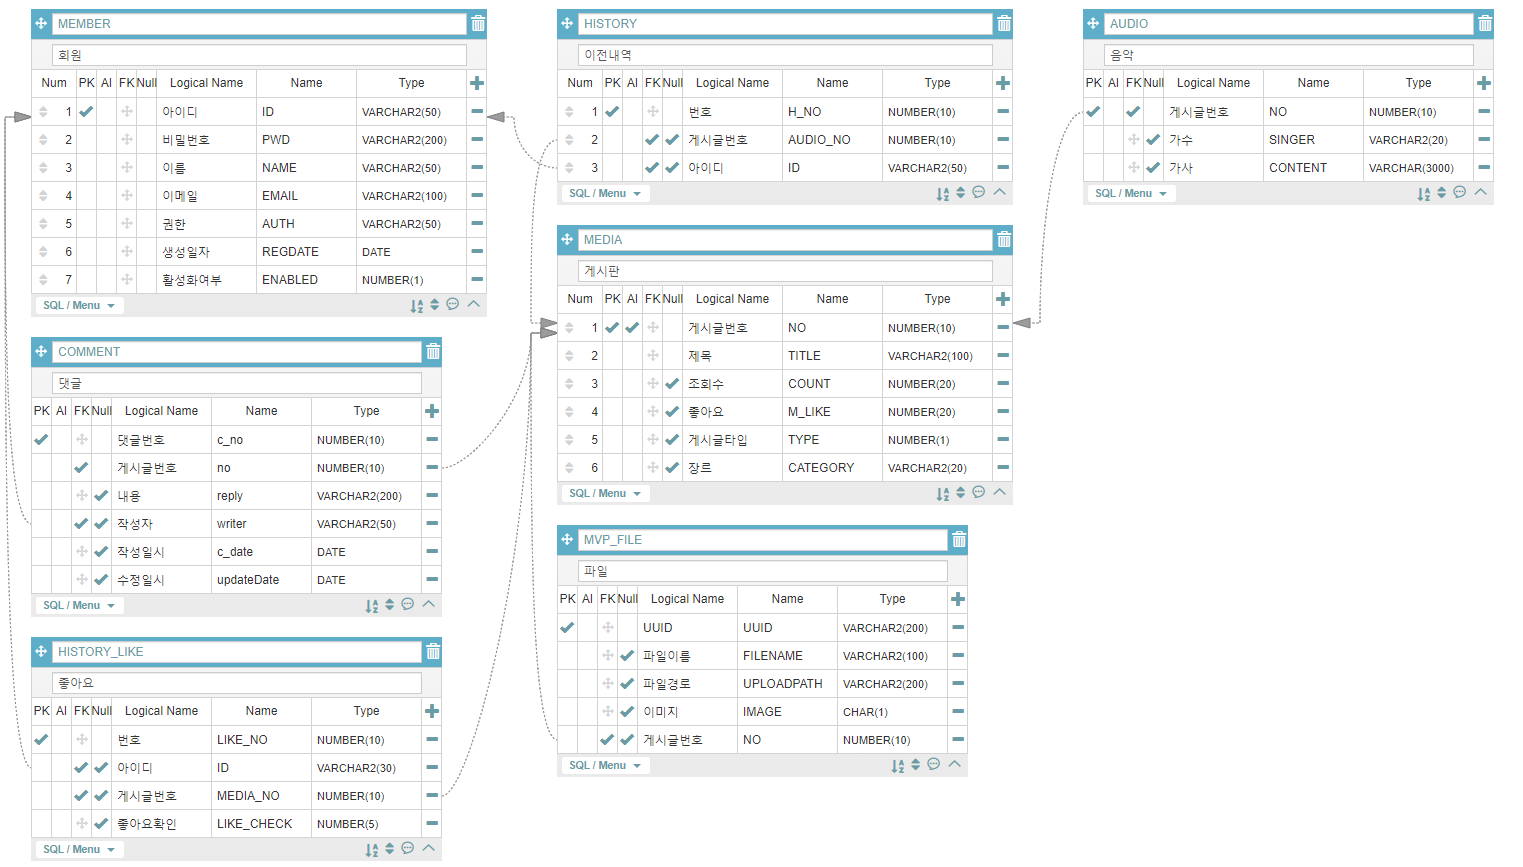 MEMBER
회원
Num PK AI FK Null Logical Name Name Type
1 아이디 ID VARCHAR2(50)
2 비밀번호 PWD VARCHAR2(200)
3 이름 NAME VARCHAR2(50)
4 이메일 EMAIL VARCHAR2(100)
5 권한 AUTH VARCHAR2(50)
6 생성일자 REGDATE DATE
7 활성화여부 ENABLED NUMBER(1)
SQL / Menu
COMMENT
댓글
PK AI FK Null Logical Name Name Type
댓글번호 c_no NUMBER(10)
게시글번호 no NUMBER(10)
내용 reply VARCHAR2(200)
작성자 writer VARCHAR2(50)
작성일시 c_date DATE
수정일시 updateDate DATE
SQL / Menu
HISTORY_LIKE
좋아요
PK AI FK Null Logical Name Name Type
번호 LIKE_NO NUMBER(10)
아이디 ID VARCHAR2(30)
게시글번호 MEDIA_NO NUMBER(10)
좋아요확인 LIKE_CHECK NUMBER(5)
SQL / Menu
HISTORY
이전내역
Num PK AI FK Null Logical Name Name Type
1 번호 H_NO NUMBER(10)
2 게시글번호 AUDIO_NO NUMBER(10)
3 아이디 ID VARCHAR2(50)
SQL / Menu
MEDIA
게시판
Num PK AI FK Null Logical Name Name Type
1 게시글번호 NO NUMBER(10)
2 제목 TITLE VARCHAR2(100)
3 조회수 COUNT NUMBER(20)
4 좋아요 M_LIKE NUMBER(20)
5 게시글타입 TYPE NUMBER(1)
6 장르 CATEGORY VARCHAR2(20)
SQL / Menu
MVP_FILE
파일
PK AI FK Null Logical Name Name Type
UUID UUID VARCHAR2(200)
파일이름 FILENAME VARCHAR2(100)
파일경로 UPLOADPATH VARCHAR2(200)
이미지 IMAGE CHAR(1)
게시글번호 NO NUMBER(10)
SQL / Menu
AUDIO
음악
PK AI FK Null Logical Name Name Type
게시글번호 NO NUMBER(10)
가수 SINGER VARCHAR2(20)
가사 CONTENT VARCHAR(3000)
SQL / Menu